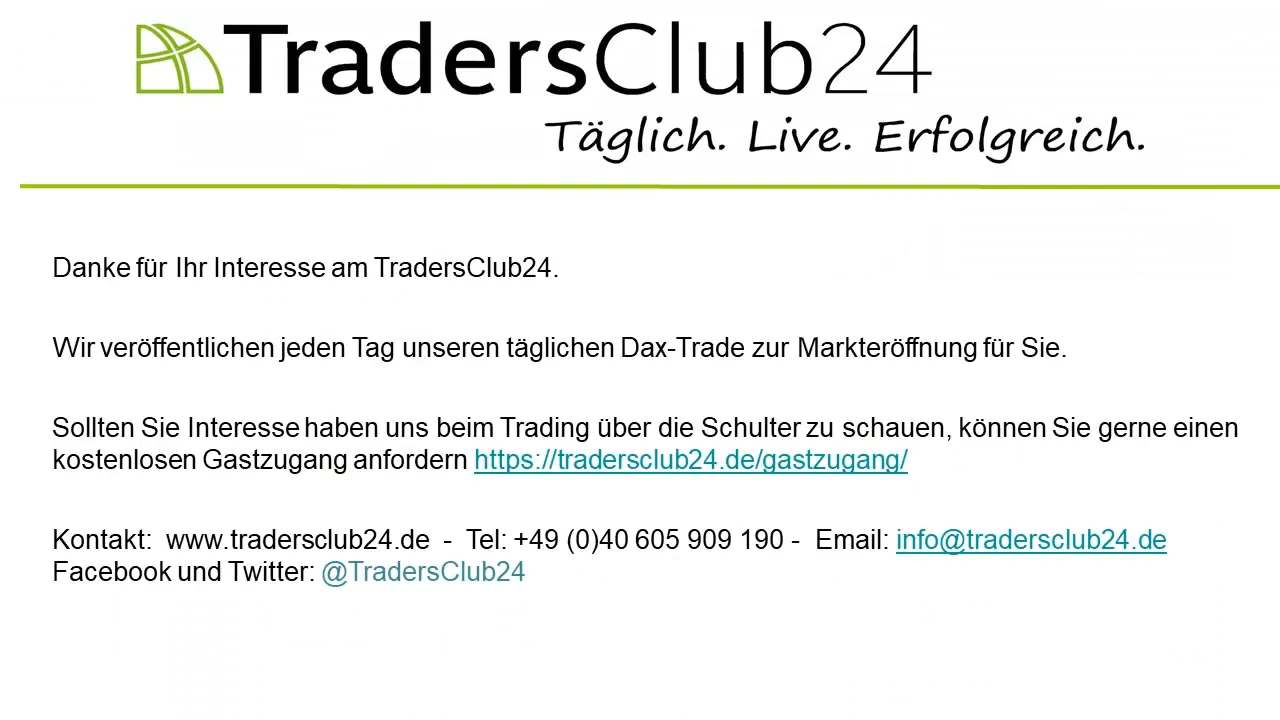 TradersClub24
Täglich. Live. Erfolgreich.
Danke für Ihr Interesse am TradersClub24.
Wir veröffentlichen jeden Tag unseren täglichen Dax-Trade zur Markteröffnung für Sie.
Sollten Sie Interesse haben uns beim Trading über die Schulter zu schauen, können Sie gerne einen
kostenlosen Gastzugang anfordern https://tradersclub24.de/gastzugang/
Kontakt: www.tradersclub24.de - Tel: +49 (0)40 605 909 190 - Email: info@tradersclub24.de
Facebook und Twitter: @TradersClub24